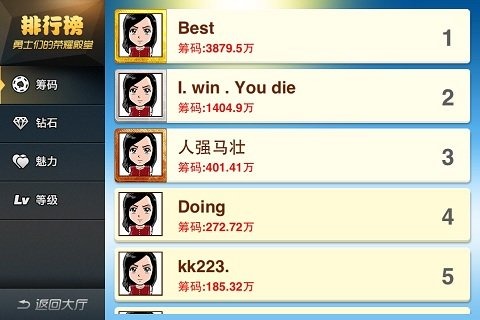 排行榜
勇士们的荣耀殿堂
筹码
钻石
魅力
Lv 等级
返回大厅
Best
筹码:3879.5万
1
I. win . You die
筹码:1404.9万
2
人强马壮
筹码:401.41万
3
Doing
筹码:272.72万
4
kk223.
筹码:185.32万
5